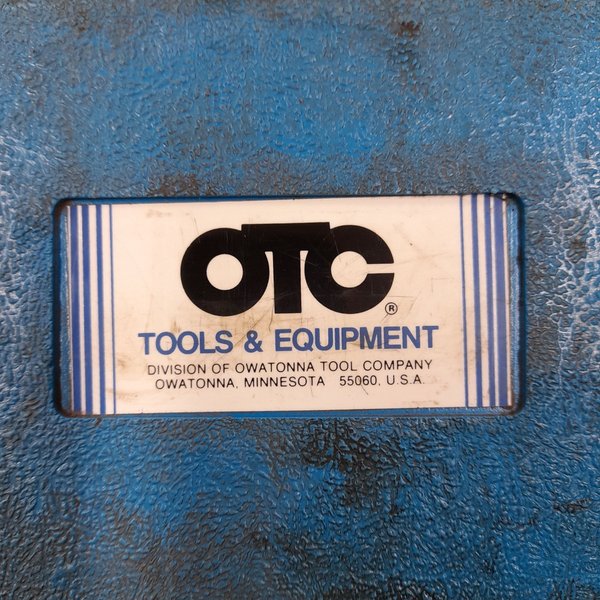 OTC®
TOOLS & EQUIPMENT
DIVISION OF OWATONNA TOOL COMPANY
OWATONNA, MINNESOTA 55060, U.S.A.